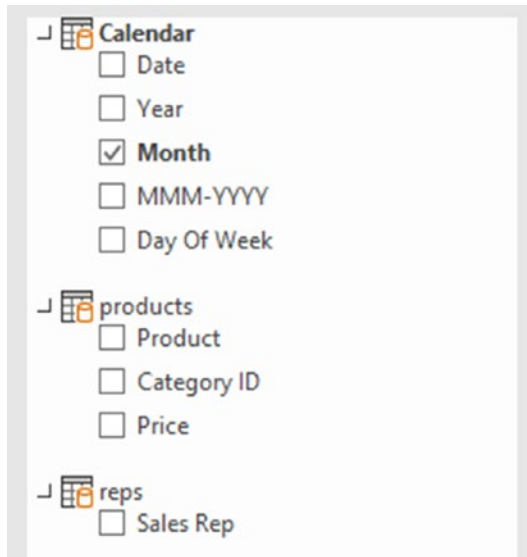 Calendar
Date
Year
Month
MMM-YYYY
Day Of Week
products
Product
Category ID
Price
reps
Sales Rep